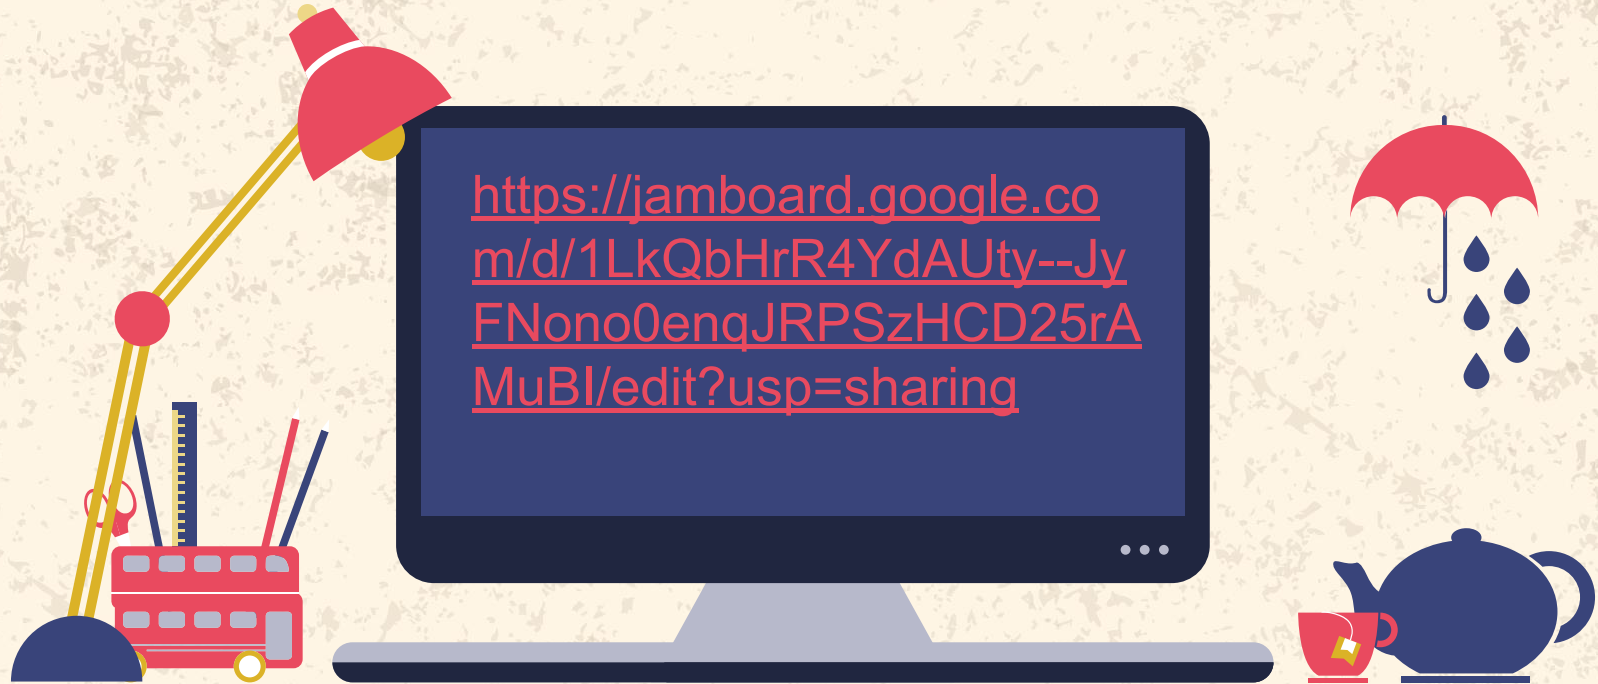 https://jamboard.google.co
m/d/1LkQbHrR4YdAUty--Jy
FNono0enqJRPSzHCD25rA
MuBI/edit?usp=sharing